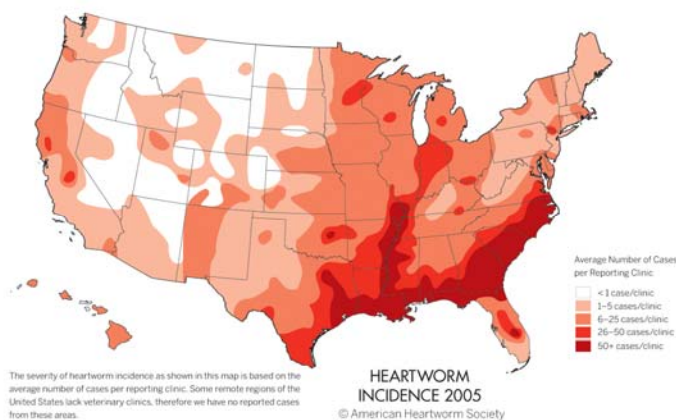 Average Number of Cases
per Reporting Clinic
< 1 case/clinic
1–5 cases/clinic
6–25 cases/clinic
26–50 cases/clinic
50+ cases/clinic
The severity of heartworm incidence as shown in this map is based on the
average number of cases per reporting clinic. Some remote regions of the
United States lack veterinary clinics, therefore we have no reported cases
from these areas.
HEARTWORM
INCIDENCE 2005
© American Heartworm Society